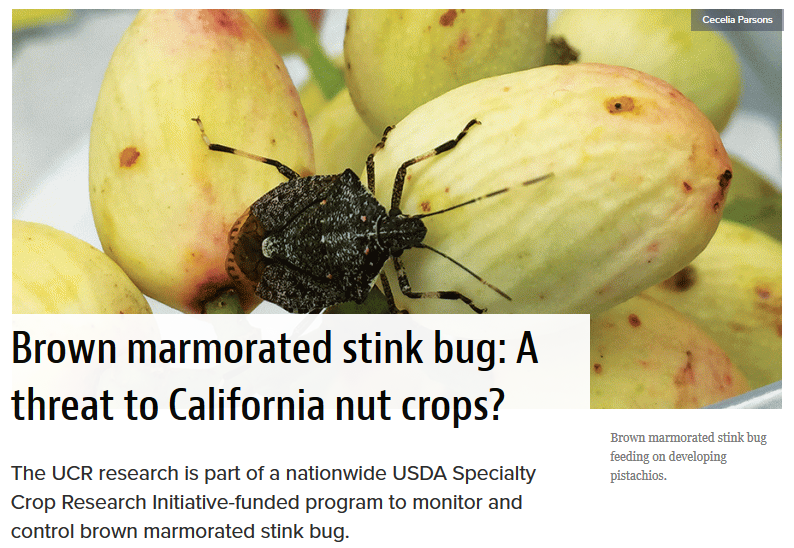 Cecelia Parsons
Brown marmorated stink bug: A
threat to California nut crops?
Brown marmorated stink bug
feeding on developing
pistachios.
The UCR research is part of a nationwide USDA Specialty
Crop Research Initiative-funded program to monitor and
control brown marmorated stink bug.